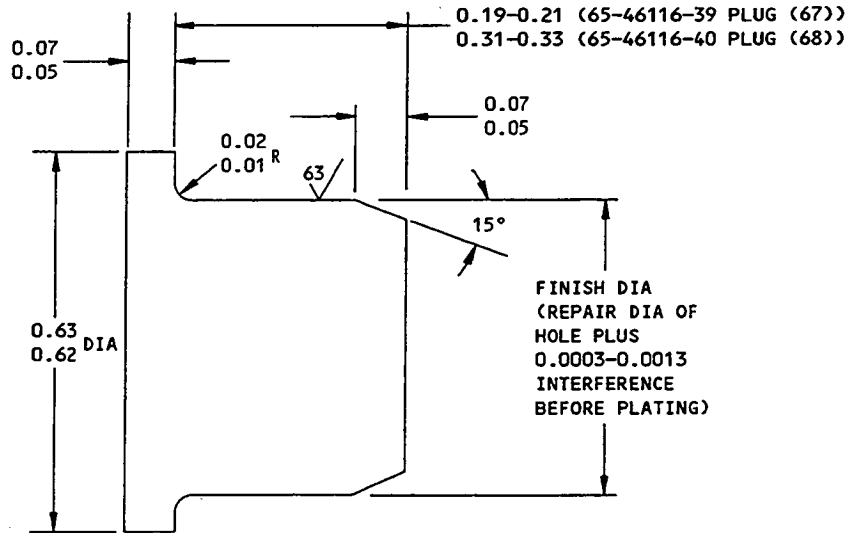 0.19-0.21 (65-46116-39 PLUG (67))
0.31-0.33 (65-46116-40 PLUG (68))
0.07
0.05
0.07
0.05
0.02
0.01 R
63
15°
0.63
0.62 DIA
FINISH DIA
(REPAIR DIA OF
HOLE PLUS
0.0003-0.0013
INTERFERENCE
BEFORE PLATING)